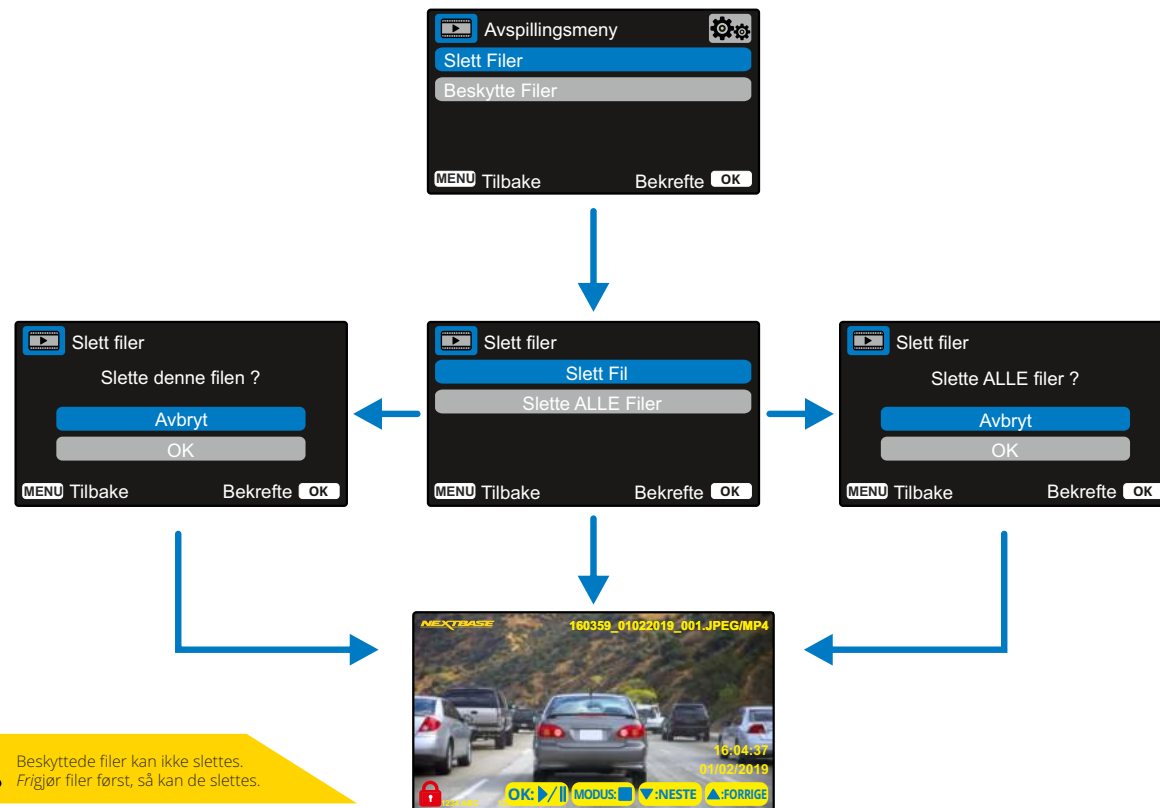 Avspillingsmeny
Slett Filer
Beskytte Filer
MENU Tilbake Bekrefte OK
Slett filer
Slette denne filen ?
Avbryt
OK
MENU Tilbake Bekrefte OK
Slett filer
Slett Fil
Slette ALLE Filer
MENU Tilbake Bekrefte OK
Slett filer
Slette ALLE filer ?
Avbryt
OK
MENU Tilbake Bekrefte OK
NEXTBASE 160359_01022019_001.JPEG/MP4
16:04:37
01/02/2019
OK: MODUS: :NESTE :FORRIGE
Beskyttede filer kan ikke slettes.
Frigjør filer først, så kan de slettes.